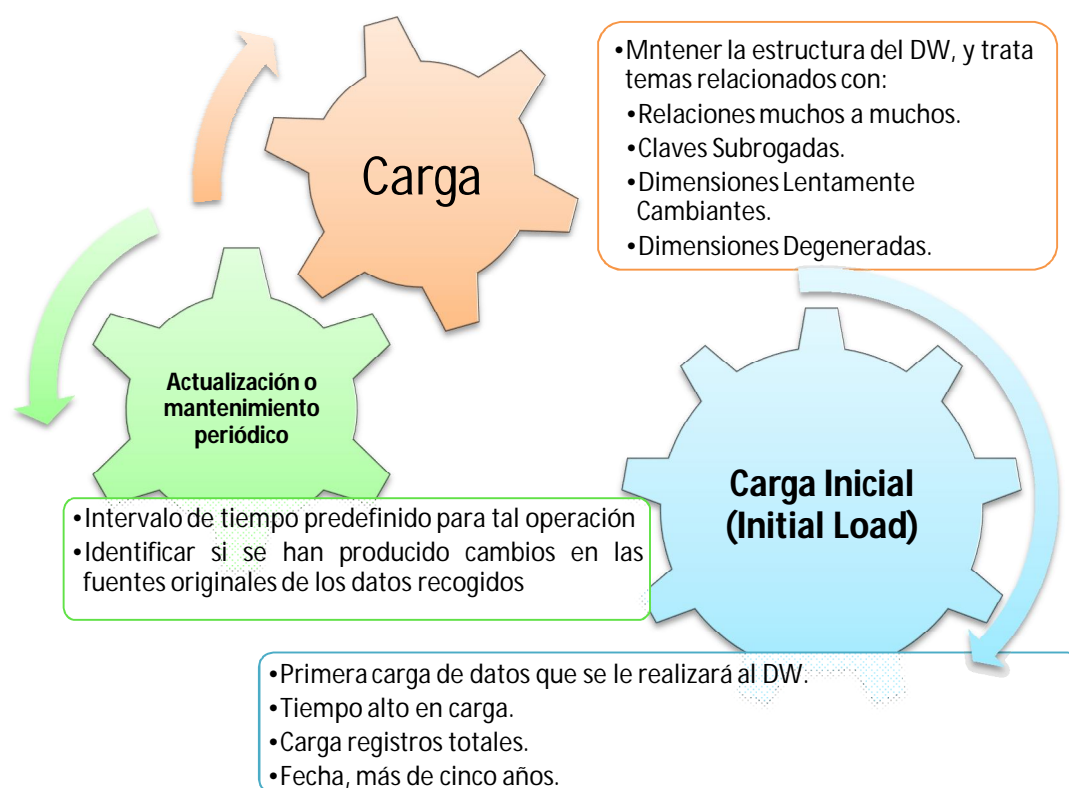 Carga
•Mntener la estructura del DW, y trata
temas relacionados con:
•Relaciones muchos a muchos.
•Claves Subrogadas.
•Dimensiones Lentamente
Cambiantes.
•Dimensiones Degeneradas.
Actualización o
mantenimiento
periódico
•Intervalo de tiempo predefinido para tal operación
•Identificar si se han producido cambios en las
fuentes originales de los datos recogidos
Carga Inicial
(Initial Load)
•Primera carga de datos que se le realizará al DW.
•Tiempo alto en carga.
•Carga registros totales.
•Fecha, más de cinco años.